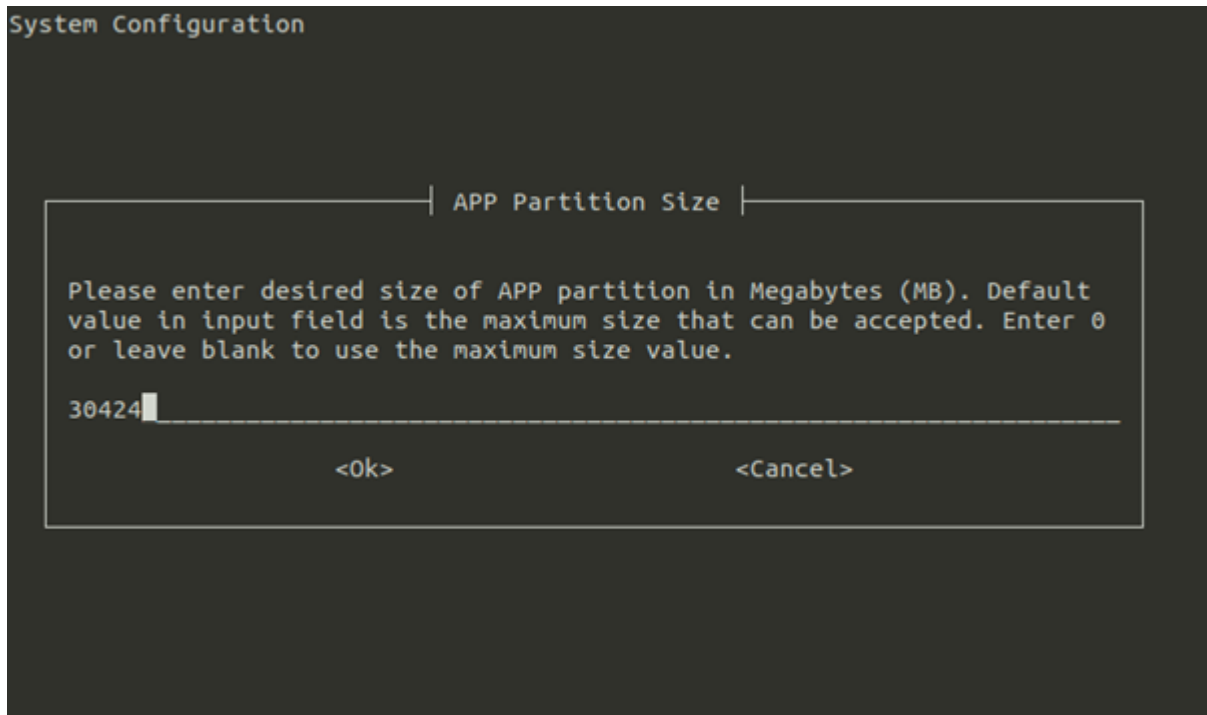 System Configuration
APP Partition Size
Please enter desired size of APP partition in Megabytes (MB). Default
value in input field is the maximum size that can be accepted. Enter 0
or leave blank to use the maximum size value.
30424
<Ok> <Cancel>